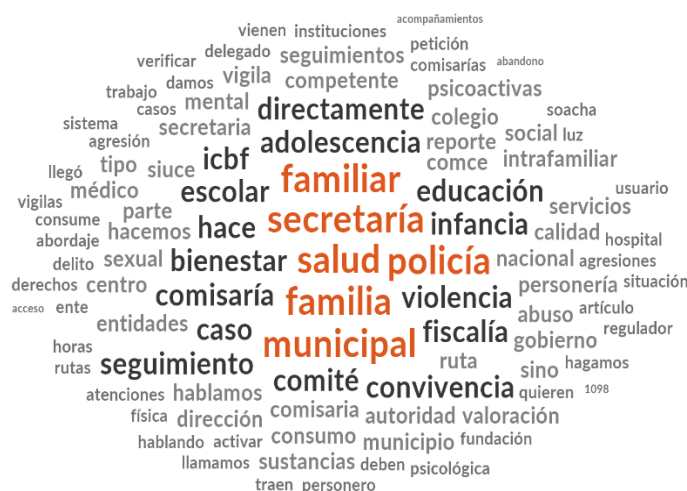 acompañamientos
vienen instituciones
delegado seguimientos petición
verificar comisarías abandono
damos vigila competente
trabajo psicoactivas
casos mental directamente colegio soacha
sistema secretaria adolescencia reporte social luz
agresión
llegó tipo siuce icbf familiar comce intrafamiliar
vigilas médico escolar educación usuario
consume parte secretaría servicios
abordaje hacemos hace infancia calidad hospital
delito sexual bienestar salud policía nacional agresiones
derechos centro comisaría familia violencia personería situación
acceso ente abuso artículo
entidades caso municipal fiscalía gobierno regulador
horas
rutas seguimiento ruta sino hagamos
atenciones hablamos comité convivencia quieren 1098
física dirección comisaria autoridad valoración
hablando activar consumo municipio fundación
llamamos sustancias deben psicológica
traen personero